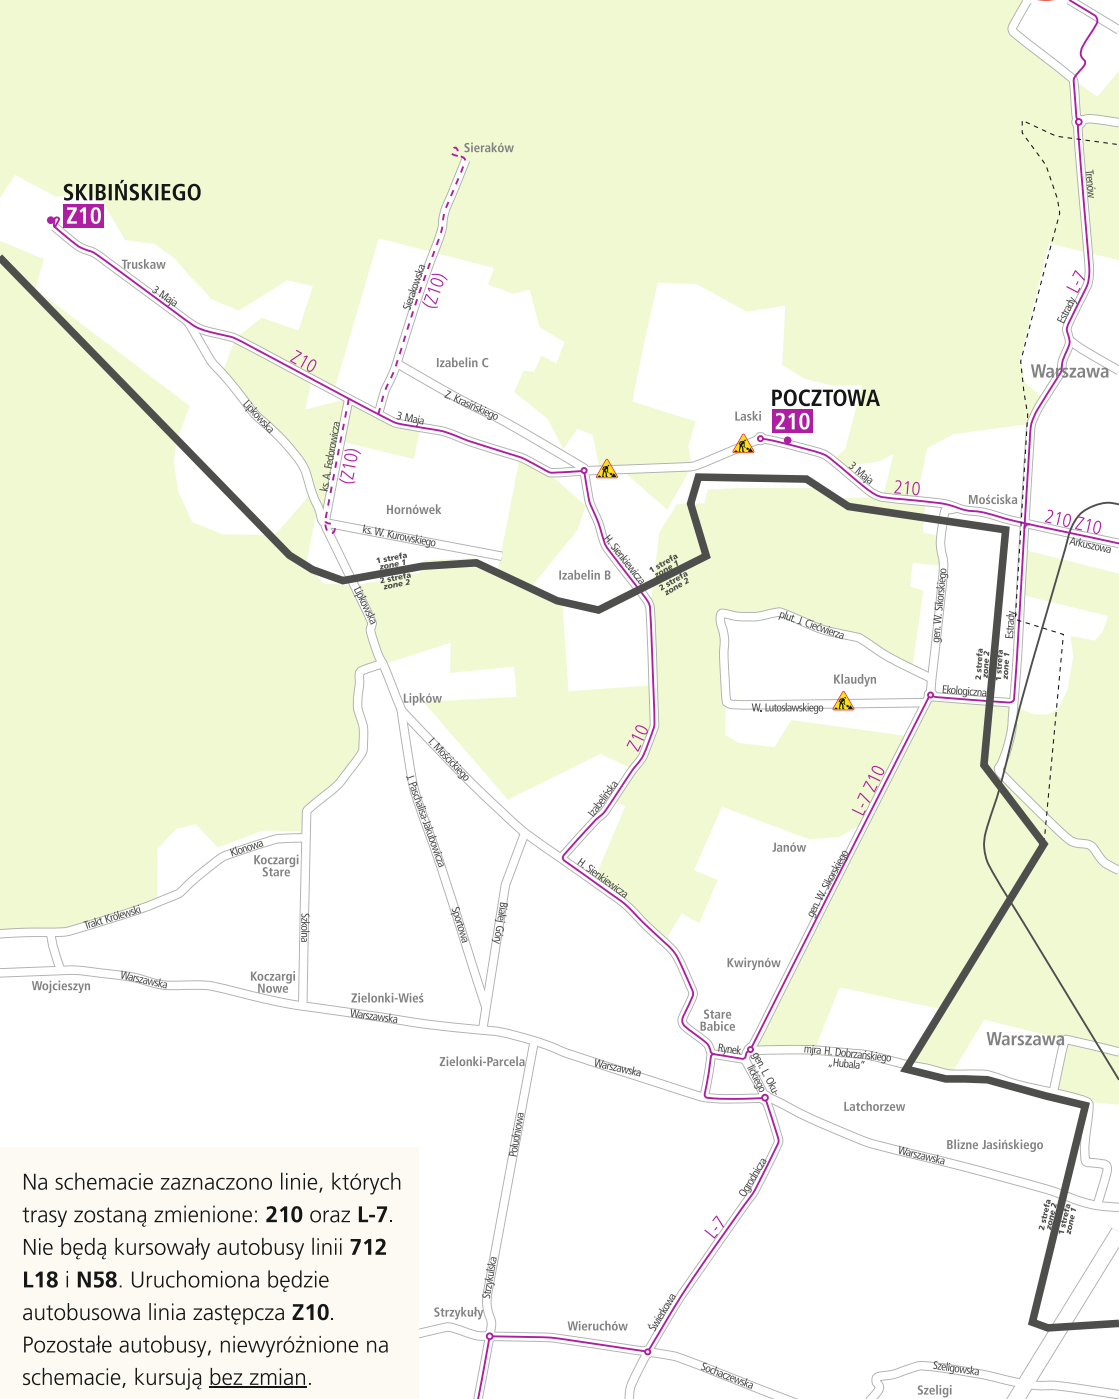 Sieraków
SKIBIŃSKIEGO
Z10
Truskaw
3 Maja
Trenów
Sierakowska
(Z10)
L-7
Estrady
Z10
Izabelin C
Z. Krasińskiego
Warszawa
Lipkowska
ks. A. Fedorowicza
(Z10)
3 Maja
Laski
POCZTOWA
210
3 Maja
210
Mościska
210 Z10
Arkuszowa
Hornówek
ks. W. Kurowskiego
1 strefa
zone 1
2 strefa
zone 2
H. Sienkiewicza
Izabelin B
1 strefa
zone 1
2 strefa
zone 2
Lipkowska
gen. W. Sikorskiego
plut. J. Ciećwierza
Estrady
2 strefa
zone 2
1 strefa
zone 1
Klaudyn
Ekologiczna
W. Lutosławskiego
Lipków
Z10
I. Mościckiego
J. Paschalisa-Jakubowicza
Izabelińska
L-7 Z10
Klonowa
Koczargi
Stare
Janów
H. Sienkiewicza
gen. W. Sikorskiego
Trakt Królewski
Szkolna
Sportowa
Białej Góry
Kwirynów
Wojcieszyn
Warszawska
Koczargi
Nowe
Zielonki-Wieś
Warszawska
Stare
Babice
Rynek
gen. L. Oku-
lickiego
mjra H. Dobrzańskiego
„Hubala”
Warszawa
Zielonki-Parcela
Warszawska
Latchorzew
Południowa
Blizne Jasińskiego
Warszawska
Ogrodnicza
L-7
2 strefa
zone 2
1 strefa
zone 1
Strzykulska
Strzykuły
Wieruchów
Świerkowa
Sochaczewska
Szeligowska
Szeligi
Na schemacie zaznaczono linie, których
trasy zostaną zmienione: 210 oraz L-7.
Nie będą kursowały autobusy linii 712
L18 i N58. Uruchomiona będzie
autobusowa linia zastępcza Z10.
Pozostałe autobusy, niewyróżnione na
schemacie, kursują bez zmian.